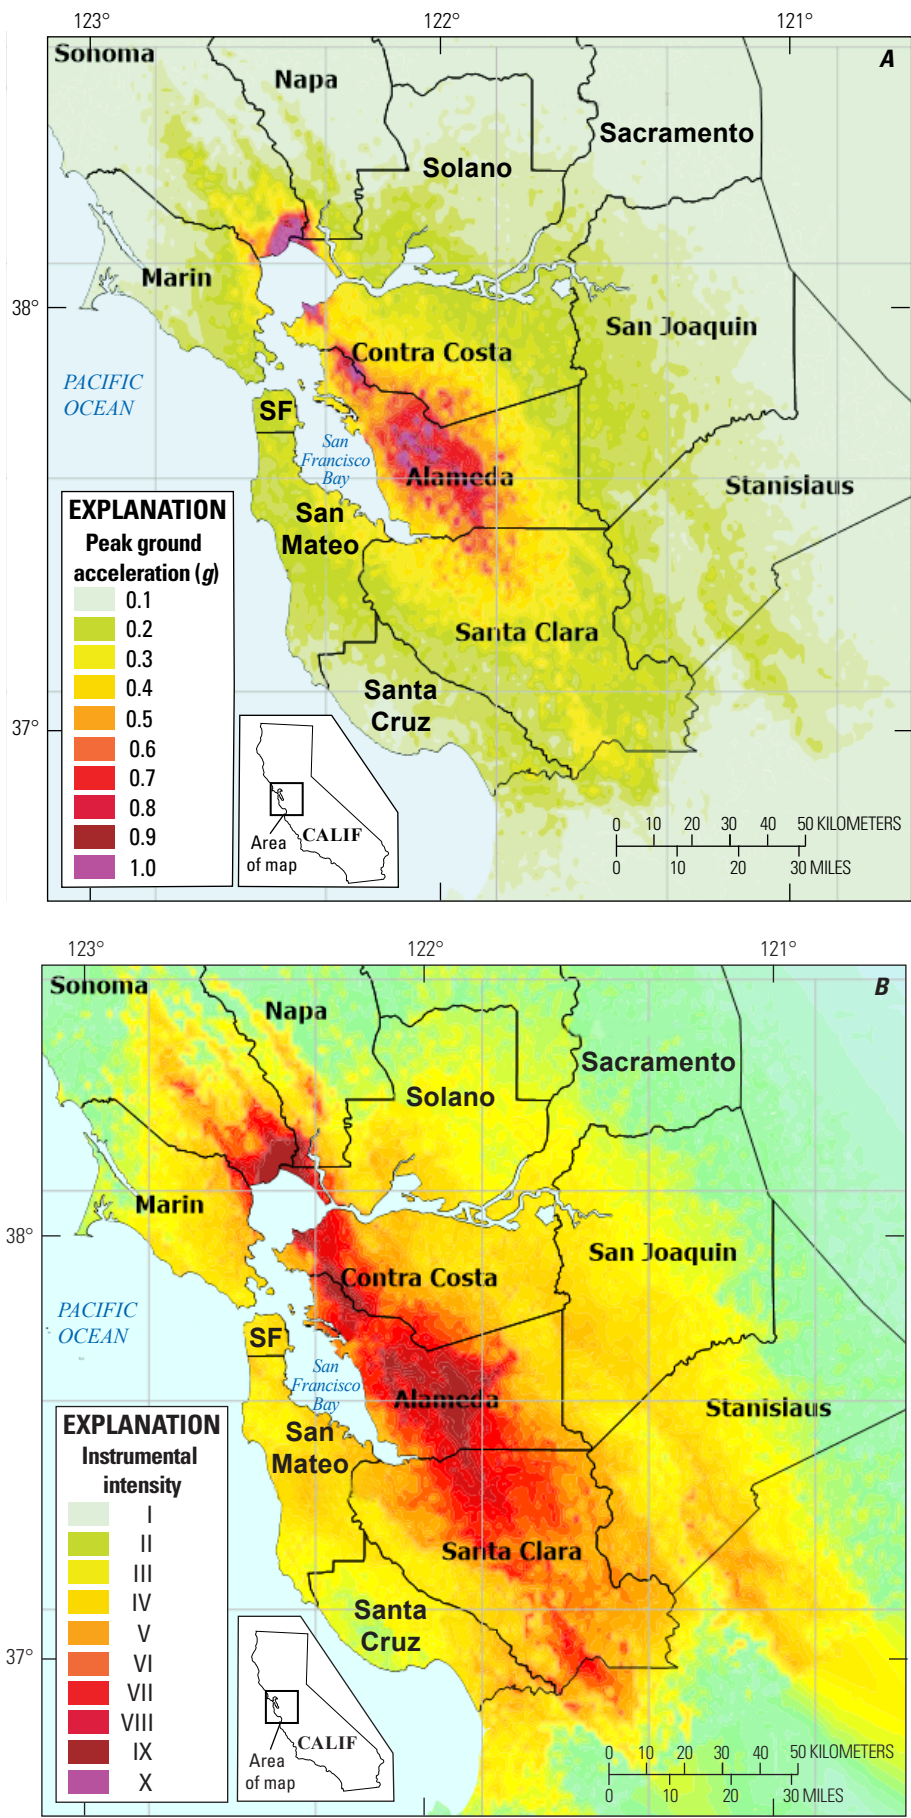 123°
122°
121°
A
Sonoma
Napa
Sacramento
Solano
Marin
38°
San Joaquin
Contra Costa
PACIFIC
OCEAN
SF
San
Francisco
Bay
Alameda
Stanislaus
EXPLANATION
Peak ground
acceleration (g)
0.1
0.2
0.3
0.4
0.5
0.6
0.7
0.8
0.9
1.0
San
Mateo
Santa Clara
Santa
Cruz
37°
CALIF
Area
of map
0 10 20 30 40 50 KILOMETERS
0 10 20 30 MILES
123°
122°
121°
B
Sonoma
Napa
Sacramento
Solano
Marin
38°
San Joaquin
Contra Costa
PACIFIC
OCEAN
SF
San
Francisco
Bay
Alameda
Stanislaus
EXPLANATION
Instrumental
intensity
I
II
III
IV
V
VI
VII
VIII
IX
X
San
Mateo
Santa Clara
Santa
Cruz
37°
CALIF
Area
of map
0 10 20 30 40 50 KILOMETERS
0 10 20 30 MILES